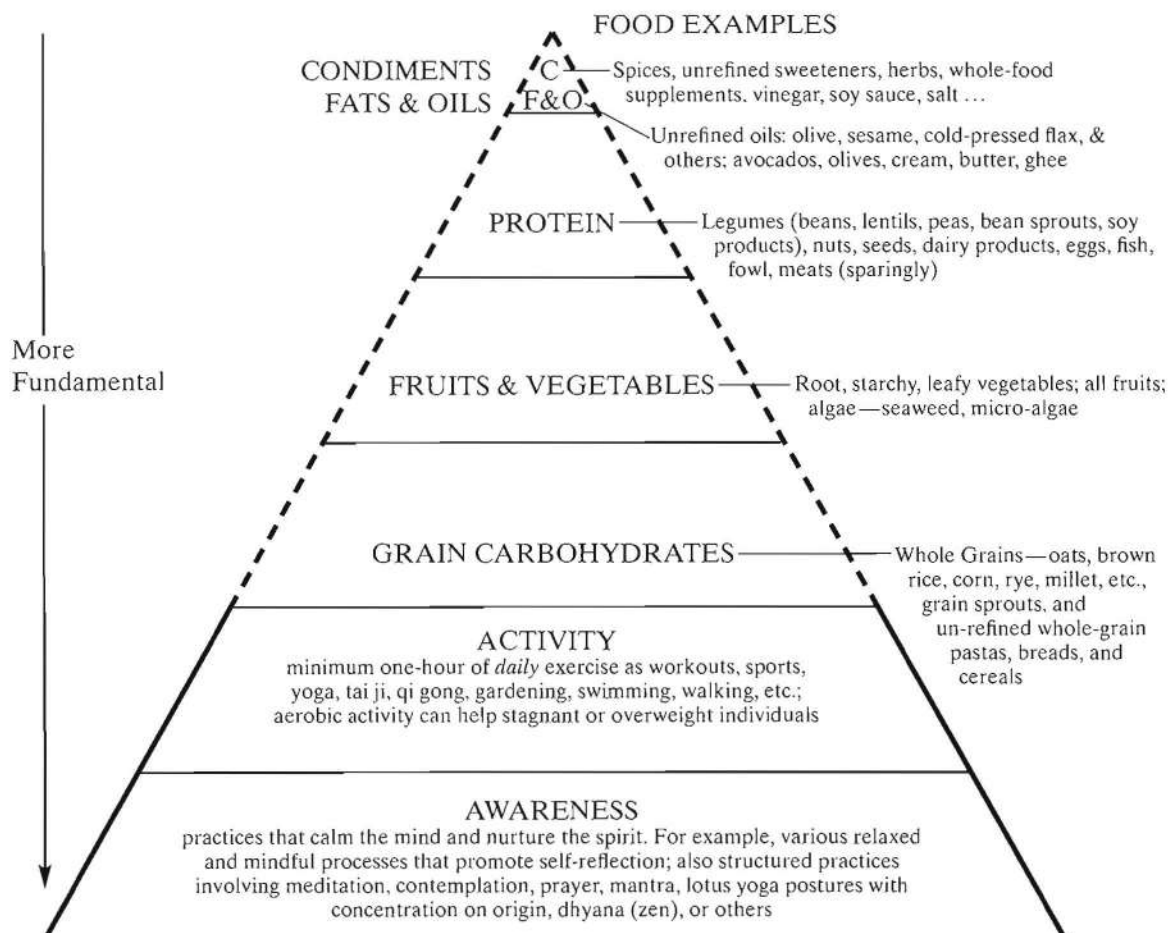 FOOD EXAMPLES
CONDIMENTS
FATS & OILS
C
F&O
Spices, unrefined sweeteners, herbs, whole-food
supplements. vinegar, soy sauce, salt …
Unrefined oils: olive, sesame, cold-pressed flax, &
others; avocados, olives, cream, butter, ghee
PROTEIN
Legumes (beans, lentils, peas, bean sprouts, soy
products), nuts, seeds, dairy products, eggs, fish,
fowl, meats (sparingly)
More
Fundamental
FRUITS & VEGETABLES
Root, starchy, leafy vegetables; all fruits;
algae—seaweed, micro-algae
GRAIN CARBOHYDRATES
Whole Grains—oats, brown
rice, corn, rye, millet, etc.,
grain sprouts, and
un-refined whole-grain
pastas, breads, and
cereals
ACTIVITY
minimum one-hour of daily exercise as workouts, sports,
yoga, tai ji, qi gong, gardening, swimming, walking, etc.;
aerobic activity can help stagnant or overweight individuals
AWARENESS
practices that calm the mind and nurture the spirit. For example, various relaxed
and mindful processes that promote self-reflection; also structured practices
involving meditation, contemplation, prayer, mantra, lotus yoga postures with
concentration on origin, dhyana (zen), or others